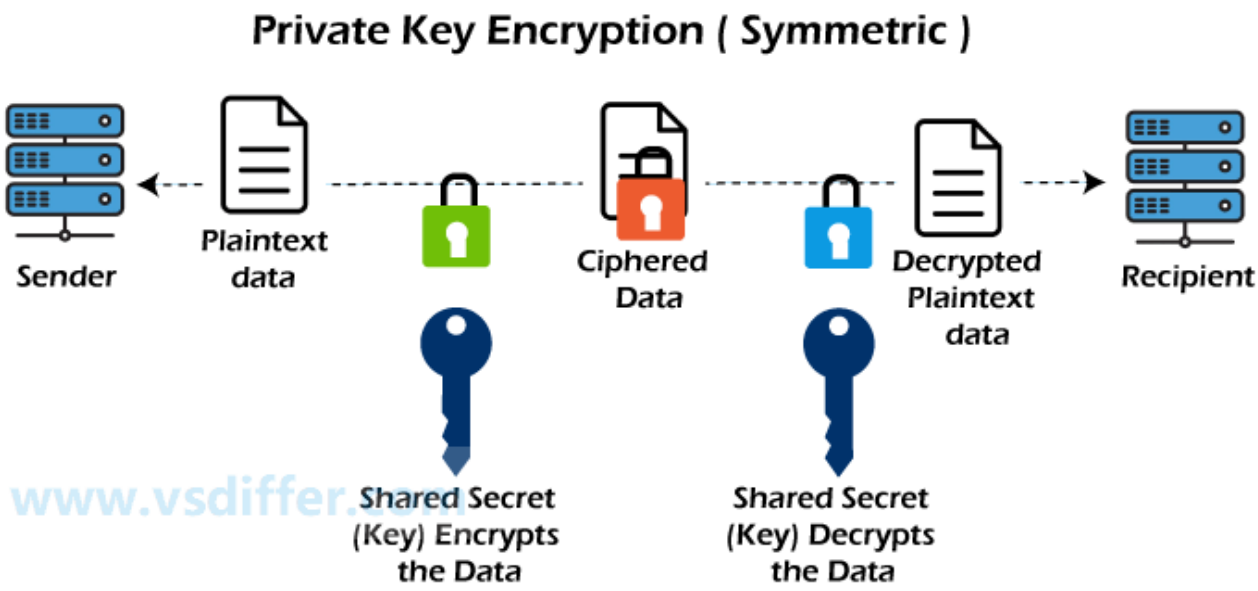 Private Key Encryption ( Symmetric )
Sender
Plaintext
data
Ciphered
Data
Decrypted
Plaintext
data
Recipient
www.vsdiffer.com
Shared Secret
(Key) Encrypts
the Data
Shared Secret
(Key) Decrypts
the Data